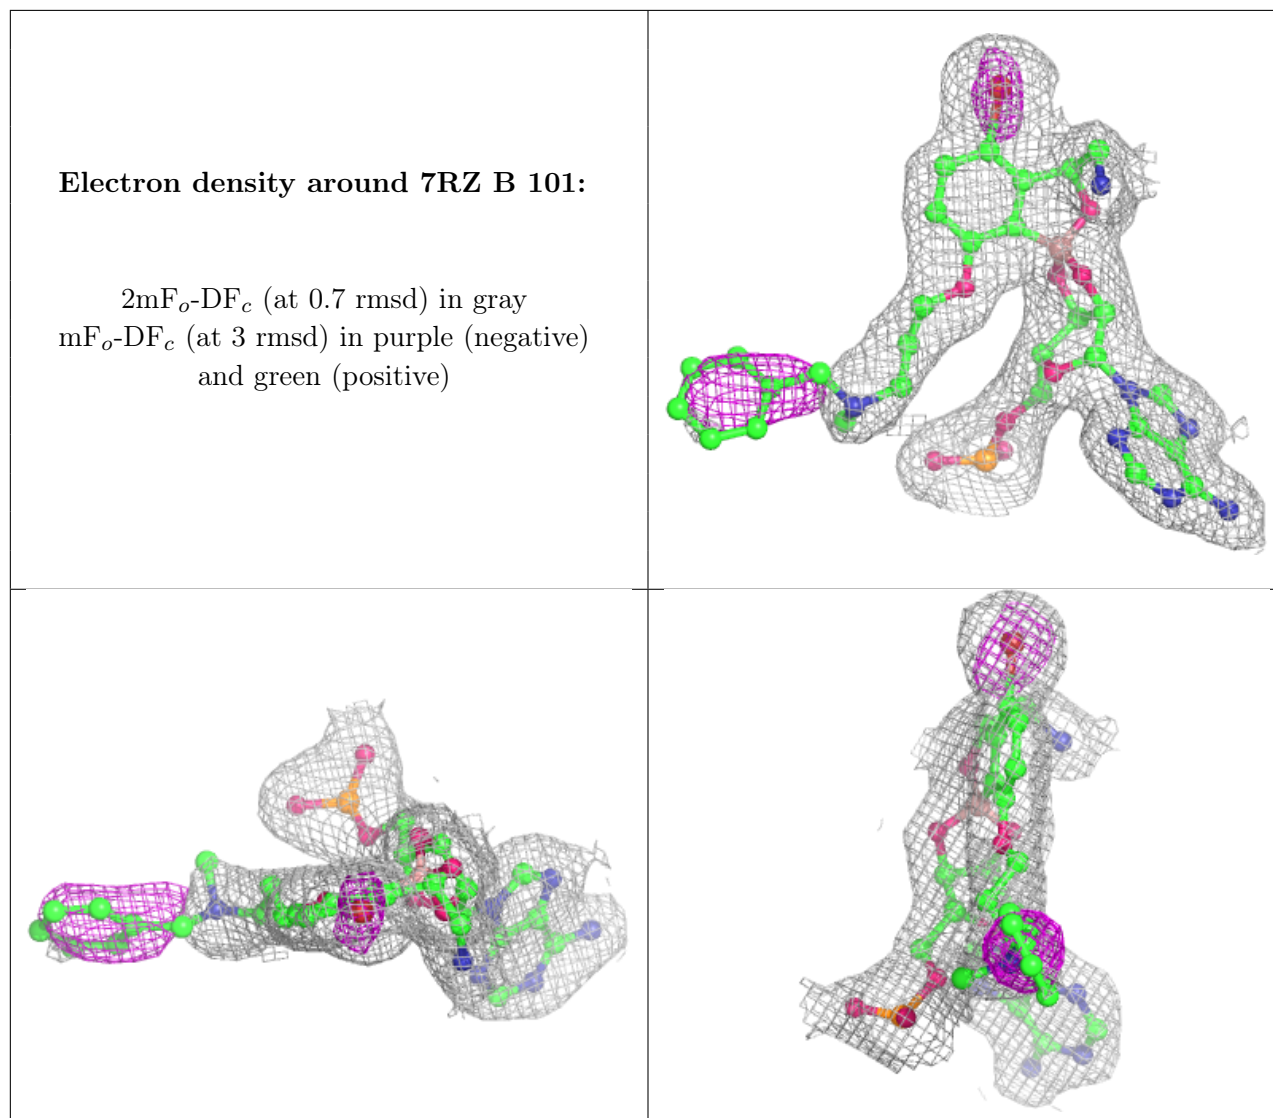 Electron density around 7RZ B 101:
2mFo-DFc (at 0.7 rmsd) in gray
mFo-DFc (at 3 rmsd) in purple (negative)
and green (positive)